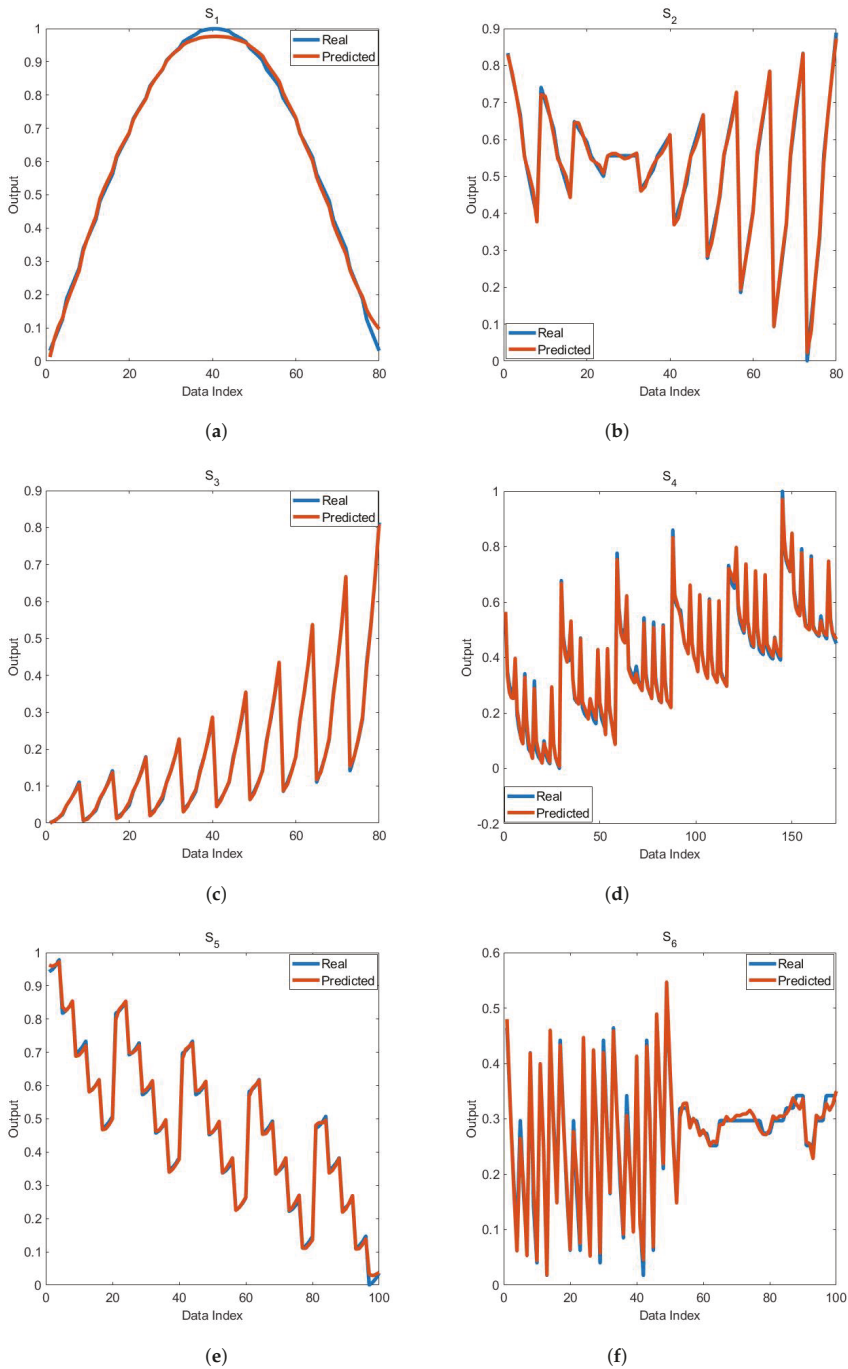 S1
1
0.9
0.8
0.7
0.6
0.5
0.4
0.3
0.2
0.1
0
0 20 40 60 80
Output
Data Index
Real
Predicted
(a)
S2
0.9
0.8
0.7
0.6
0.5
0.4
0.3
0.2
0.1
0
0 20 40 60 80
Output
Data Index
Real
Predicted
(b)
S3
0.9
0.8
0.7
0.6
0.5
0.4
0.3
0.2
0.1
0
0 20 40 60 80
Output
Data Index
Real
Predicted
(c)
S4
1
0.8
0.6
0.4
0.2
0
-0.2
0 50 100 150
Output
Data Index
Real
Predicted
(d)
S5
1
0.9
0.8
0.7
0.6
0.5
0.4
0.3
0.2
0.1
0
0 20 40 60 80 100
Output
Data Index
Real
Predicted
(e)
S6
0.6
0.5
0.4
0.3
0.2
0.1
0
0 20 40 60 80 100
Output
Data Index
Real
Predicted
(f)